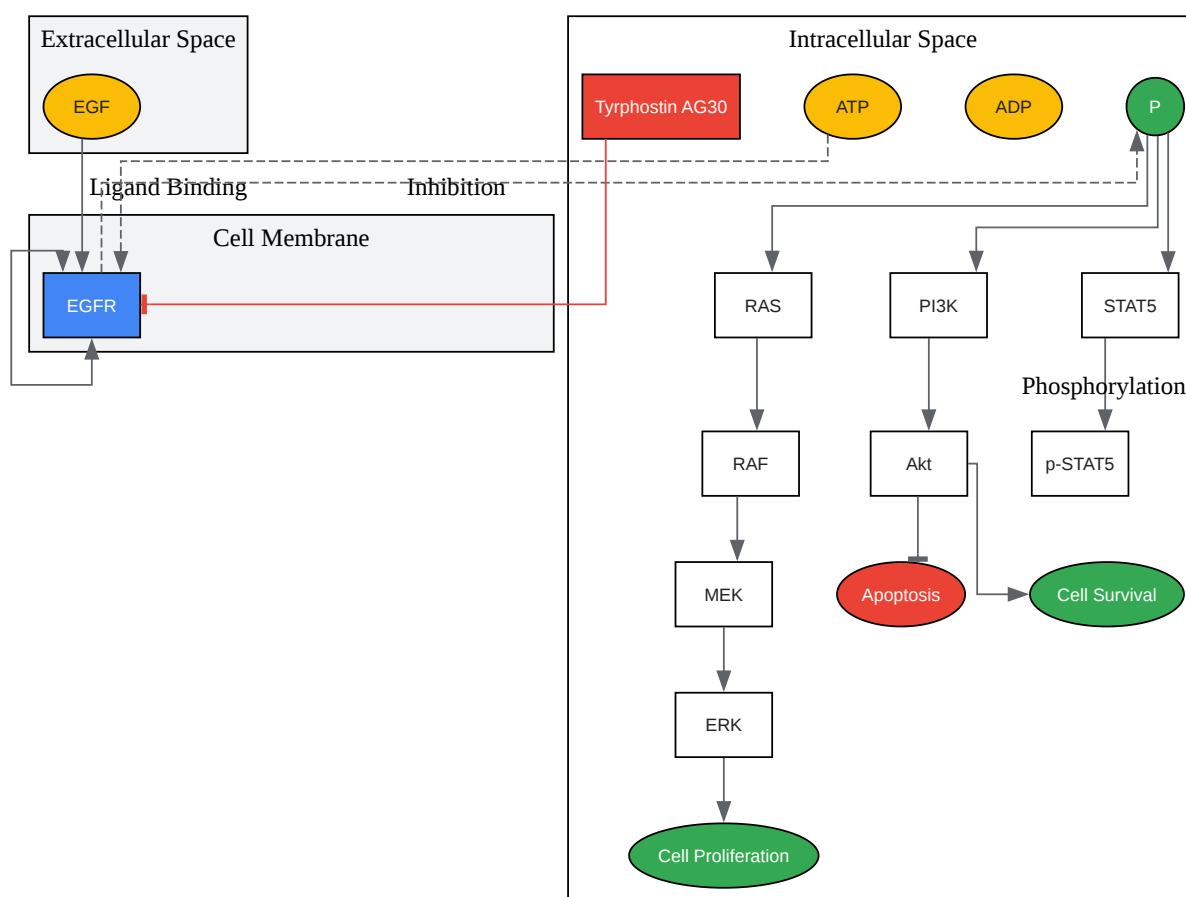 Extracellular Space
Intracellular Space
EGF
Tyrphostin AG30
ATP
ADP
P
Ligand Binding
Inhibition
Cell Membrane
EGFR
RAS
PI3K
STAT5
Phosphorylation
RAF
Akt
p-STAT5
MEK
Apoptosis
Cell Survival
ERK
Cell Proliferation